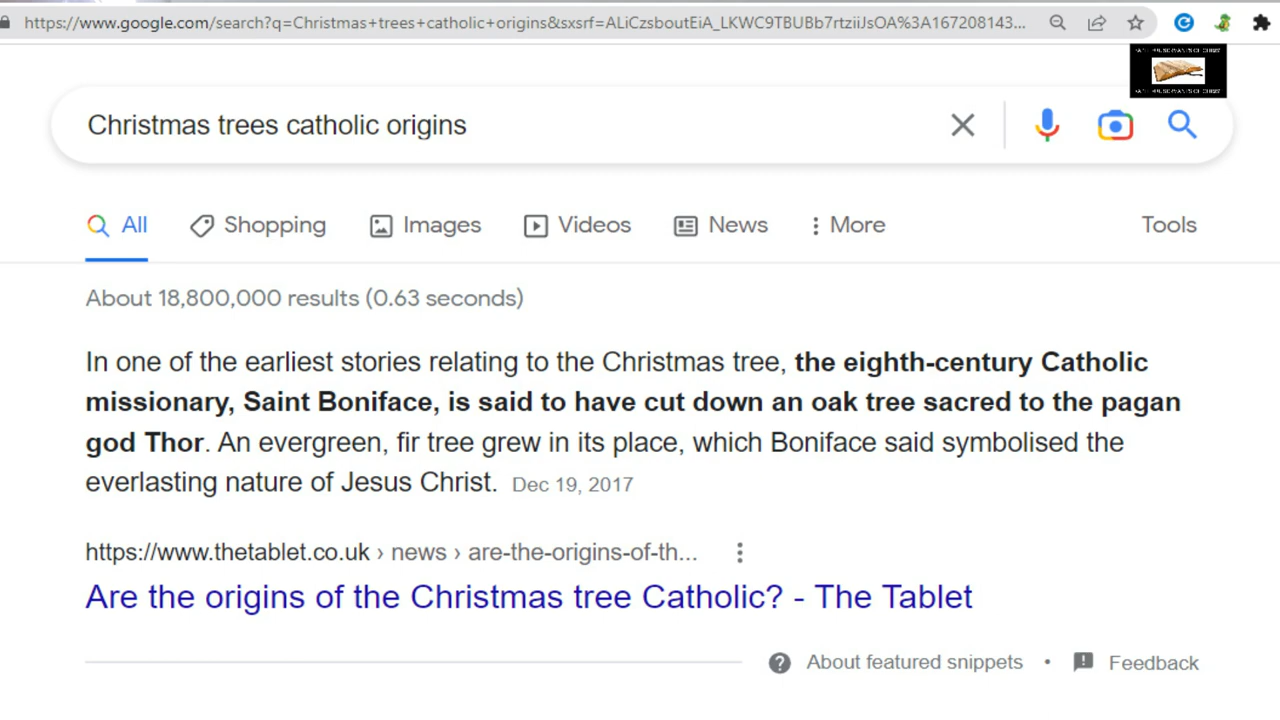 https://www.google.com/search?q=Christmas+trees+catholic+origins&sxsrf=ALiCzsboutEiA_LKWC9TBUBb7rtziiJsOA%3A167208143...
Christmas trees catholic origins
All Shopping Images Videos News More Tools
About 18,800,000 results (0.63 seconds)
In one of the earliest stories relating to the Christmas tree, the eighth-century Catholic
missionary, Saint Boniface, is said to have cut down an oak tree sacred to the pagan
god Thor. An evergreen, fir tree grew in its place, which Boniface said symbolised the
everlasting nature of Jesus Christ. Dec 19, 2017
https://www.thetablet.co.uk › news › are-the-origins-of-th...
Are the origins of the Christmas tree Catholic? - The Tablet
About featured snippets • Feedback